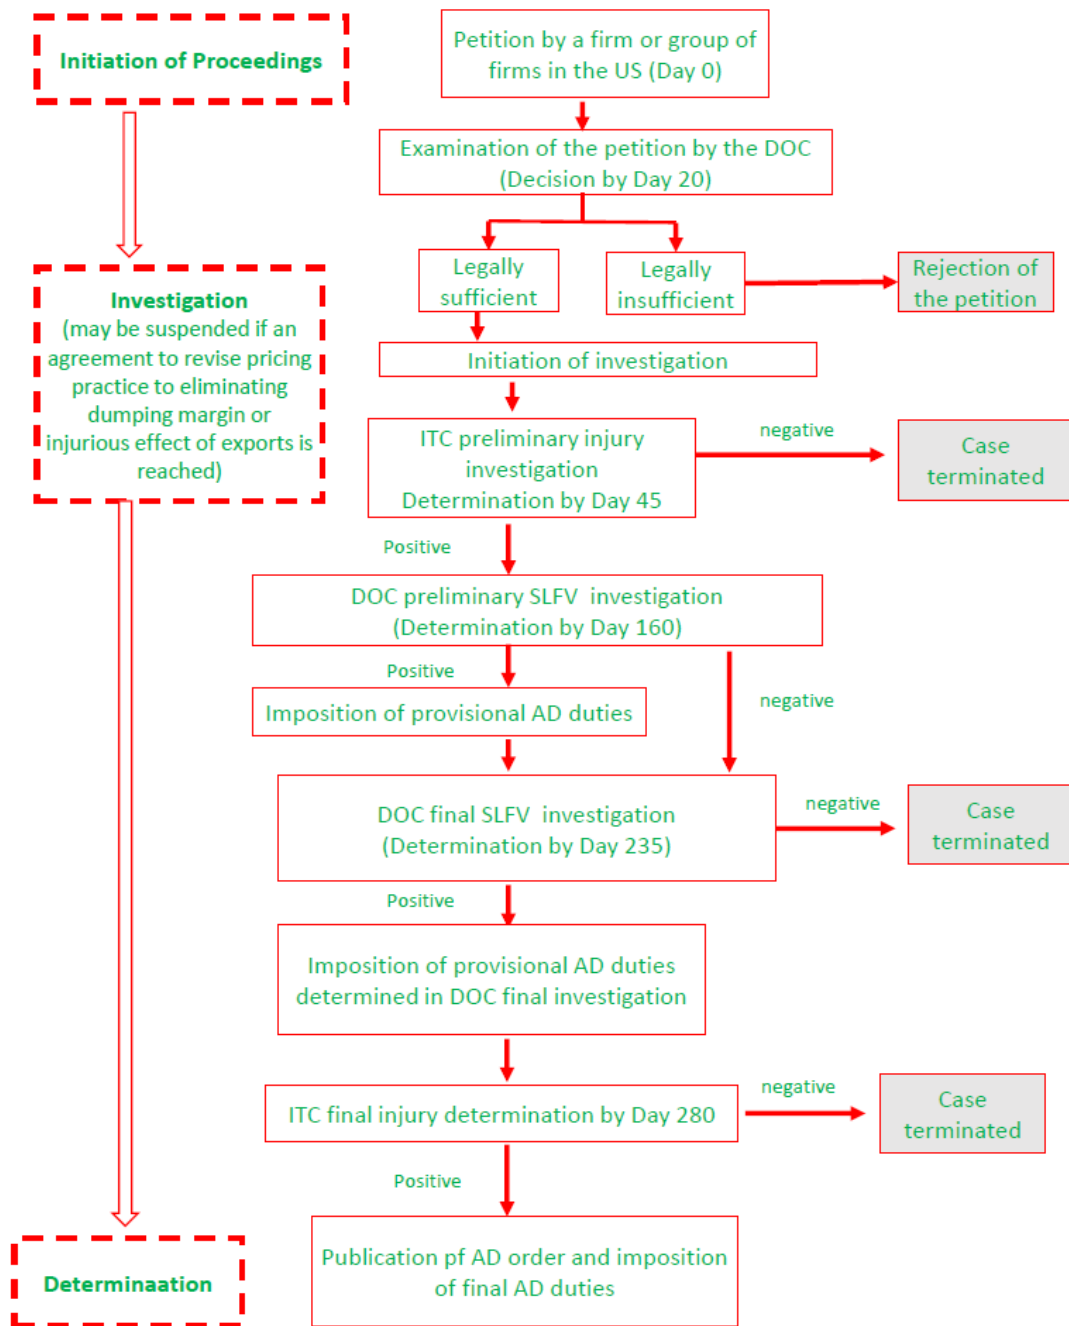 Initiation of Proceedings
Petition by a firm or group of
firms in the US (Day 0)
Examination of the petition by the DOC
(Decision by Day 20)
Legally
sufficient
Legally
insufficient
Rejection of
the petition
Investigation
(may be suspended if an
agreement to revise pricing
practice to eliminating
dumping margin or
injurious effect of exports is
reached)
Initiation of investigation
ITC preliminary injury
investigation
Determination by Day 45
negative
Case
terminated
Positive
DOC preliminary SLFV investigation
(Determination by Day 160)
Positive
negative
Imposition of provisional AD duties
DOC final SLFV investigation
(Determination by Day 235)
negative
Case
terminated
Positive
Imposition of provisional AD duties
determined in DOC final investigation
ITC final injury determination by Day 280
negative
Case
terminated
Positive
Determinaation
Publication pf AD order and imposition
of final AD duties